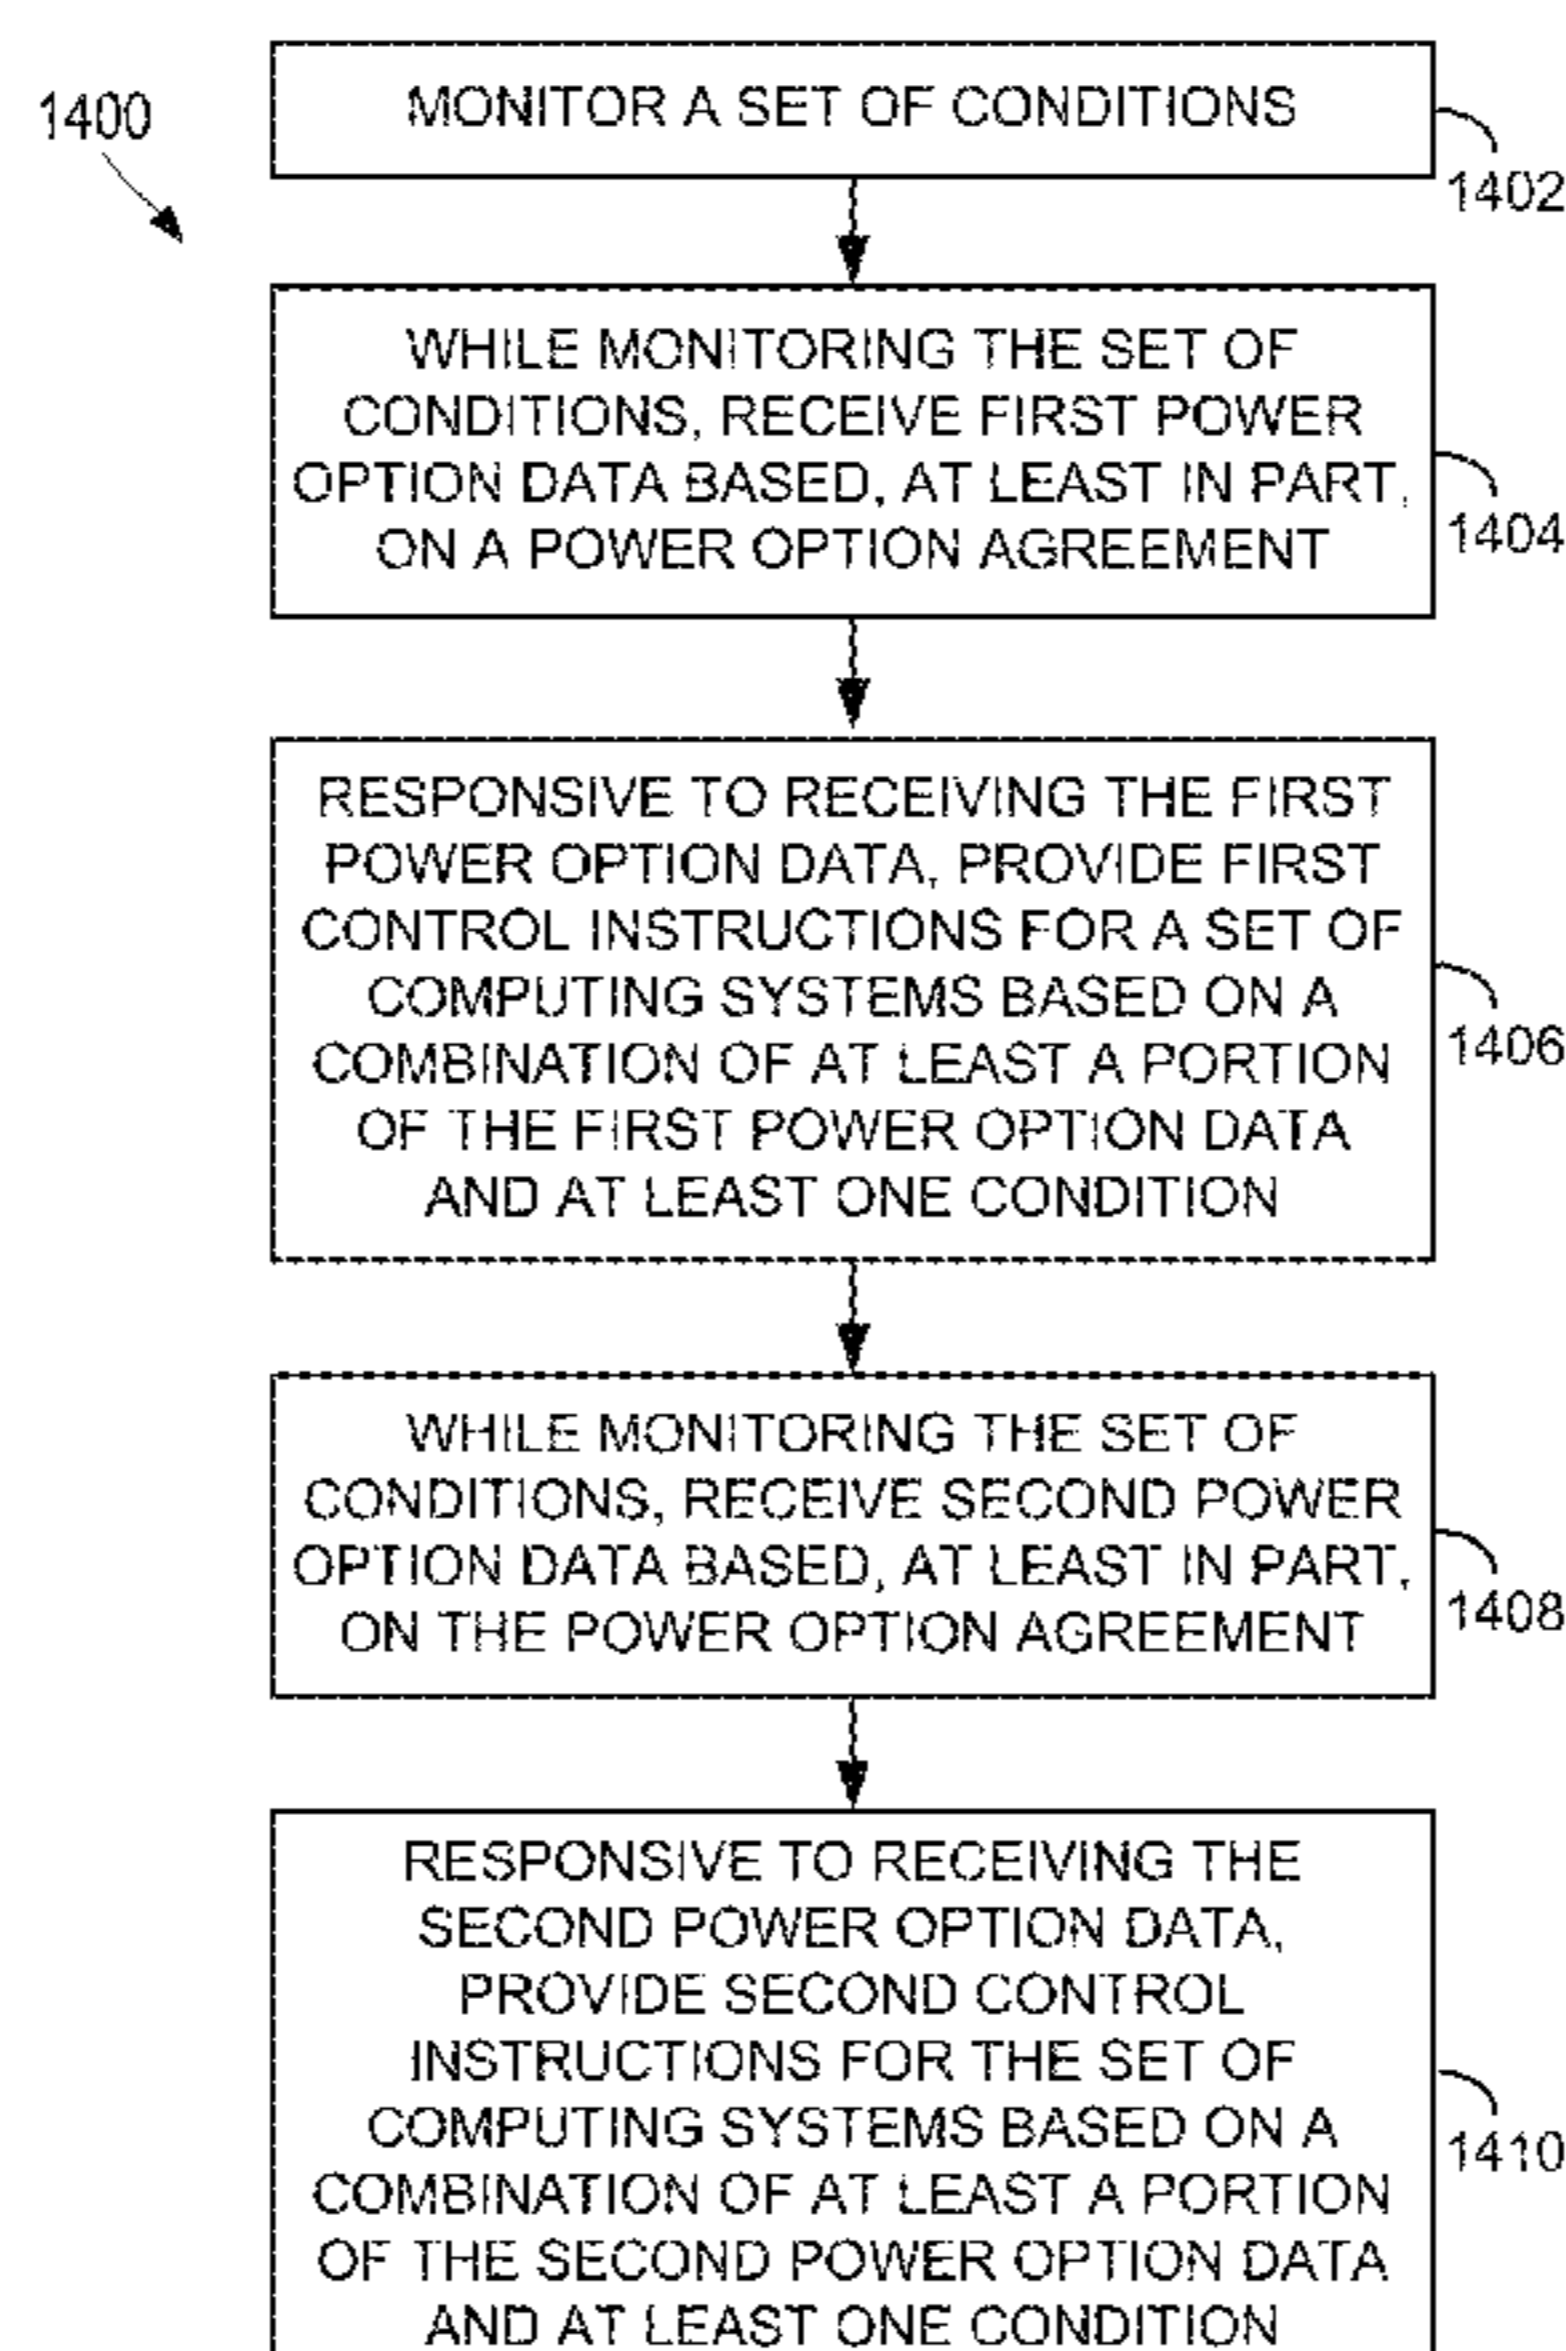 1400
MONITOR A SET OF CONDITIONS
1402
WHILE MONITORING THE SET OF
CONDITIONS, RECEIVE FIRST POWER
OPTION DATA BASED, AT LEAST IN PART,
ON A POWER OPTION AGREEMENT
1404
RESPONSIVE TO RECEIVING THE FIRST
POWER OPTION DATA, PROVIDE FIRST
CONTROL INSTRUCTIONS FOR A SET OF
COMPUTING SYSTEMS BASED ON A
COMBINATION OF AT LEAST A PORTION
OF THE FIRST POWER OPTION DATA
AND AT LEAST ONE CONDITION
1406
WHILE MONITORING THE SET OF
CONDITIONS, RECEIVE SECOND POWER
OPTION DATA BASED, AT LEAST IN PART,
ON THE POWER OPTION AGREEMENT
1408
RESPONSIVE TO RECEIVING THE
SECOND POWER OPTION DATA,
PROVIDE SECOND CONTROL
INSTRUCTIONS FOR THE SET OF
COMPUTING SYSTEMS BASED ON A
COMBINATION OF AT LEAST A PORTION
OF THE SECOND POWER OPTION DATA
AND AT LEAST ONE CONDITION
1410